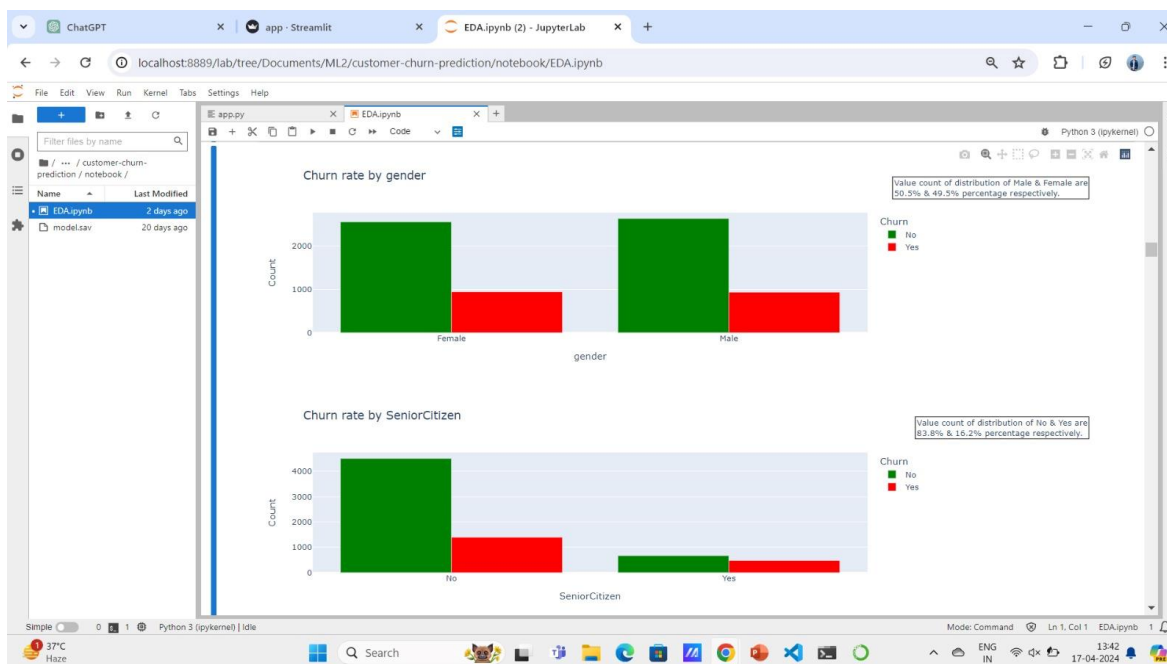 ChatGPT
app · Streamlit
EDA.ipynb (2) - JupyterLab
localhost:8889/lab/tree/Documents/ML2/customer-churn-prediction/notebook/EDA.ipynb
File Edit View Run Kernel Tabs Settings Help
app.py
EDA.ipynb
Code
Python 3 (ipykernel)
Filter files by name
/ ··· / customer-churn-
prediction / notebook /
Name Last Modified
EDA.ipynb 2 days ago
model.sav 20 days ago
Churn rate by gender
Value count of distribution of Male & Female are
50.5% & 49.5% percentage respectively.
Churn
No
Yes
2000
1000
0
Count
Female Male
gender
Churn rate by SeniorCitizen
Value count of distribution of No & Yes are
83.8% & 16.2% percentage respectively.
Churn
No
Yes
4000
3000
2000
1000
0
Count
No Yes
SeniorCitizen
Simple 0 1 Python 3 (ipykernel) | Idle
Mode: Command Ln 1, Col 1 EDA.ipynb 1
37°C
Haze
Search
ENG
IN
13:42
17-04-2024